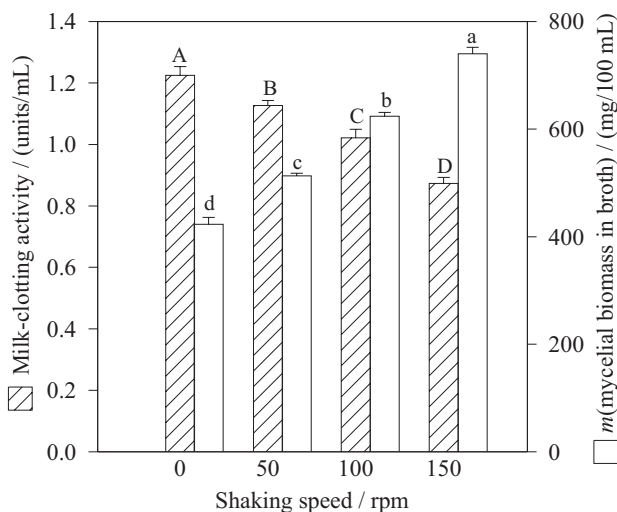 Milk-clotting activity / (units/mL)
1.4
1.2
1.0
0.8
0.6
0.4
0.2
0.0
A
d
B
c
C
b
D
a
800
600
400
200
0
m(mycelial biomass in broth) / (mg/100 mL)
0 50 100 150
Shaking speed / rpm